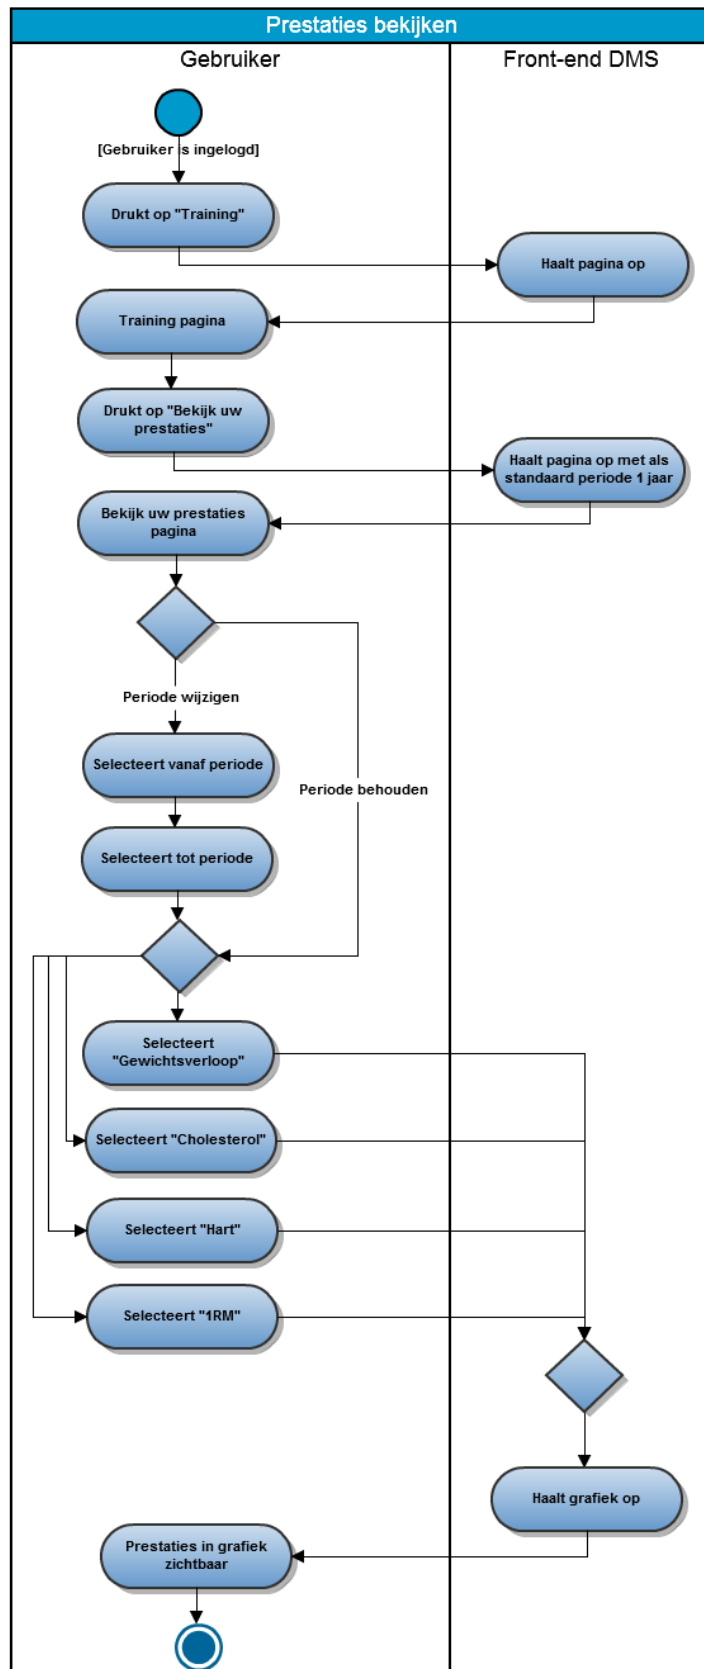 Prestaties bekijken
Gebruiker
Front-end DMS
[Gebruiker is ingelogd]
Drukt op "Training"
Haalt pagina op
Training pagina
Drukt op "Bekijk uw
prestaties"
Haalt pagina op met als
standaard periode 1 jaar
Bekijk uw prestaties
pagina
Periode wijzigen
Selecteert vanaf periode
Periode behouden
Selecteert tot periode
Selecteert
"Gewichtsverloop"
Selecteert "Cholesterol"
Selecteert "Hart"
Selecteert "1RM"
Haalt grafiek op
Prestaties in grafiek
zichtbaar